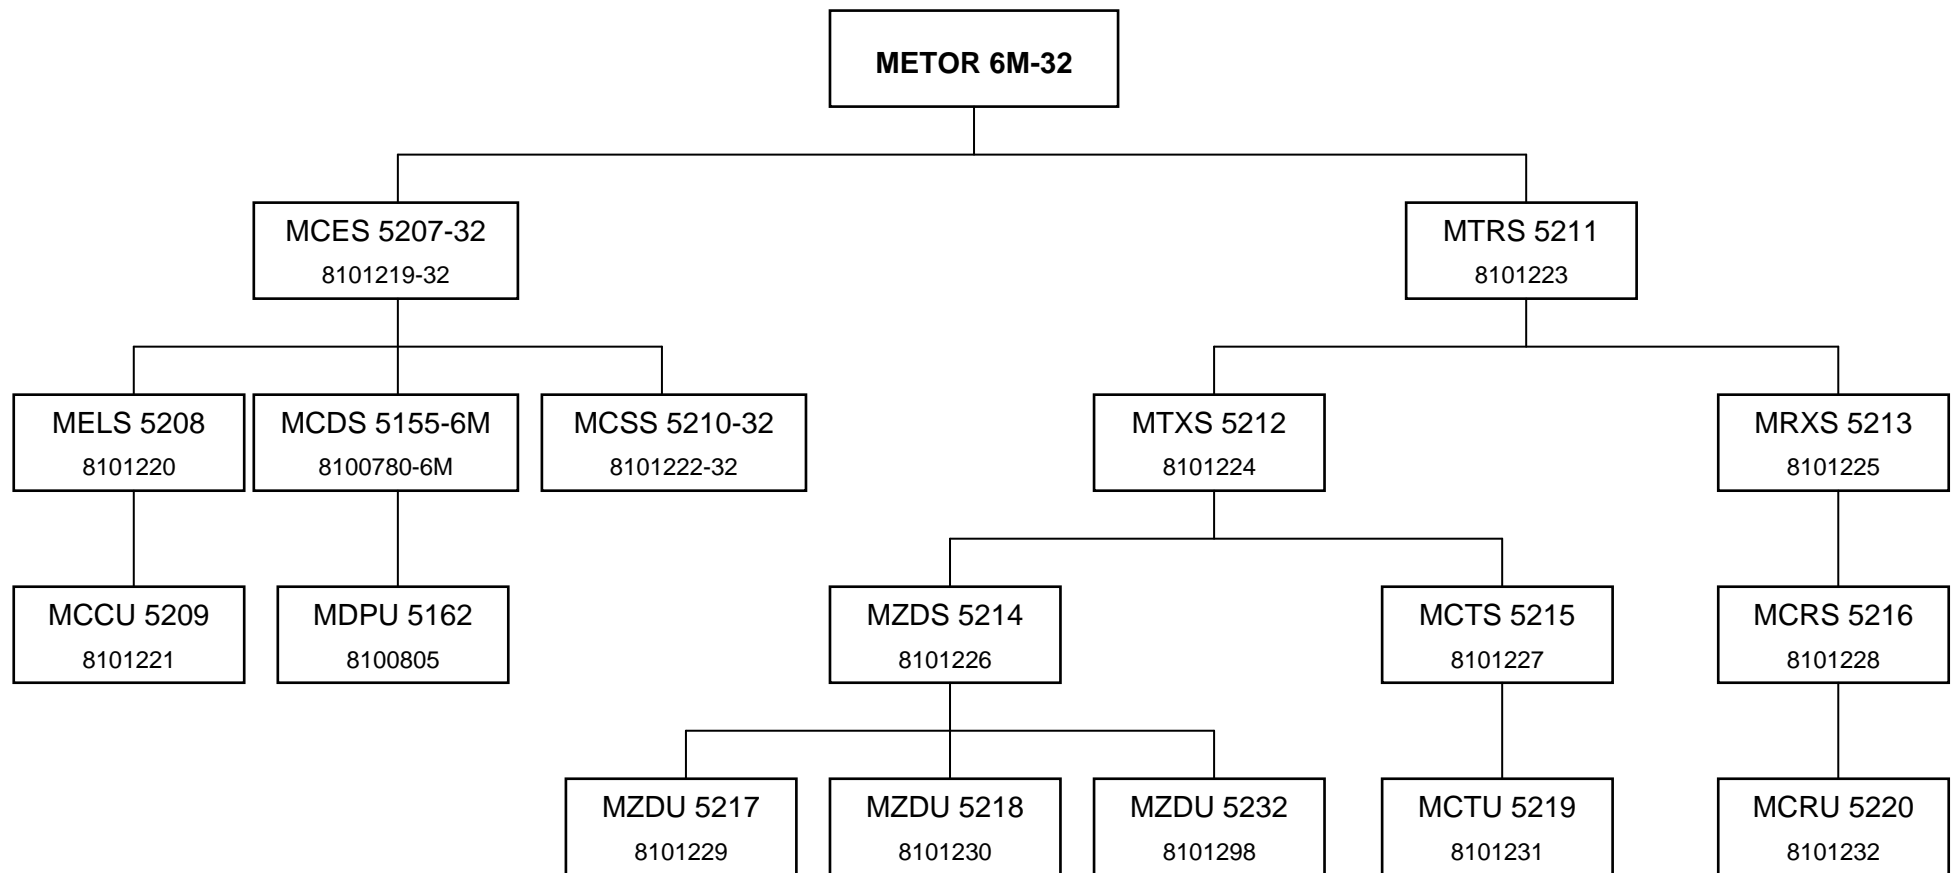 METOR 6M-32
MCES 5207-32
8101219-32
MTRS 5211
8101223
MELS 5208
8101220
MCDS 5155-6M
8100780-6M
MCSS 5210-32
8101222-32
MTXS 5212
8101224
MRXS 5213
8101225
MCCU 5209
8101221
MDPU 5162
8100805
MZDS 5214
8101226
MCTS 5215
8101227
MCRS 5216
8101228
MZDU 5217
8101229
MZDU 5218
8101230
MZDU 5232
8101298
MCTU 5219
8101231
MCRU 5220
8101232